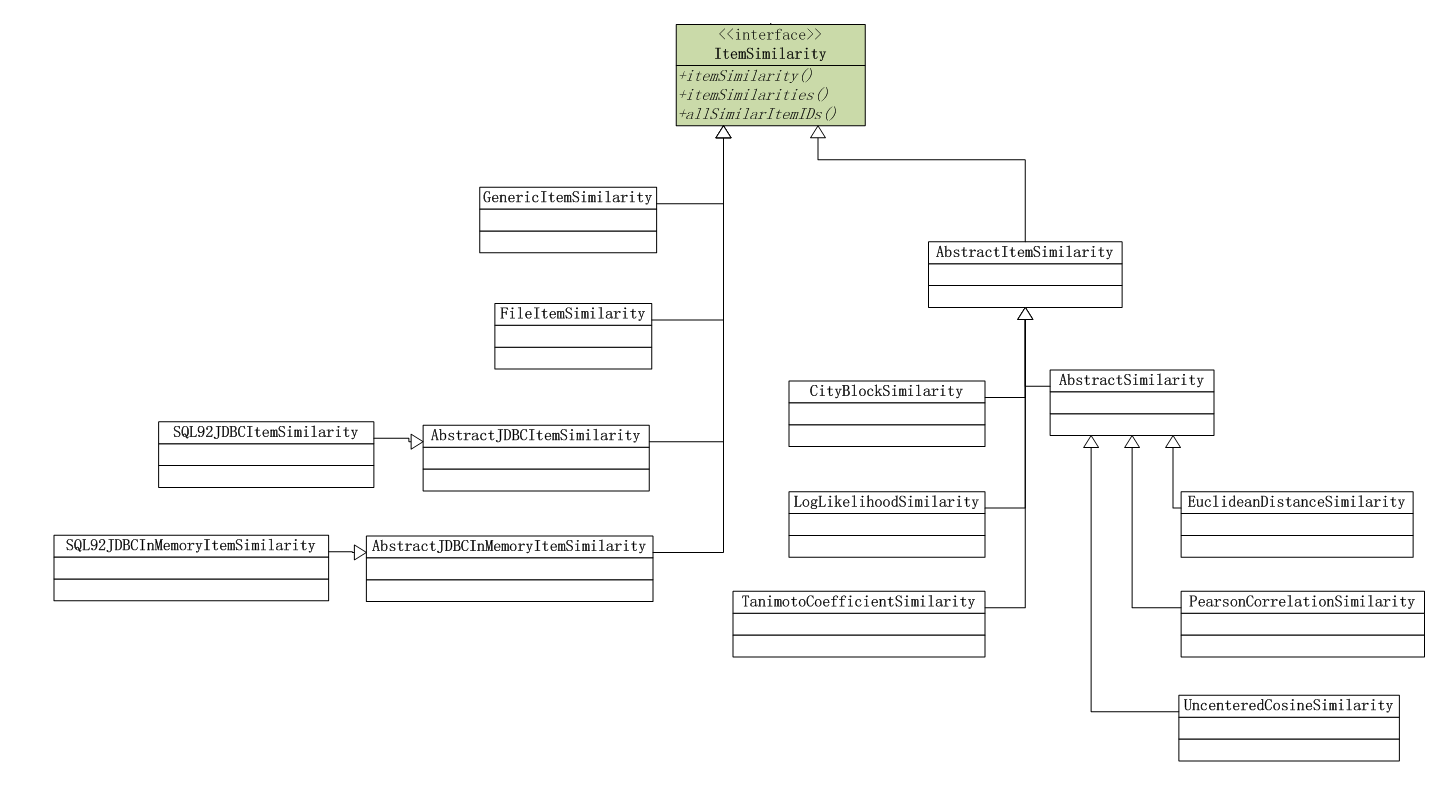 <<interface>>
ItemSimilarity
+itemSimilarity()
+itemSimilarities()
+allSimilarItemIDs()
GenericItemSimilarity
AbstractItemSimilarity
FileItemSimilarity
AbstractSimilarity
CityBlockSimilarity
SQL92JDBCItemSimilarity
AbstractJDBCItemSimilarity
LogLikelihoodSimilarity
EuclideanDistanceSimilarity
SQL92JDBCInMemoryItemSimilarity
AbstractJDBCInMemoryItemSimilarity
TanimotoCoefficientSimilarity
PearsonCorrelationSimilarity
UncenteredCosineSimilarity